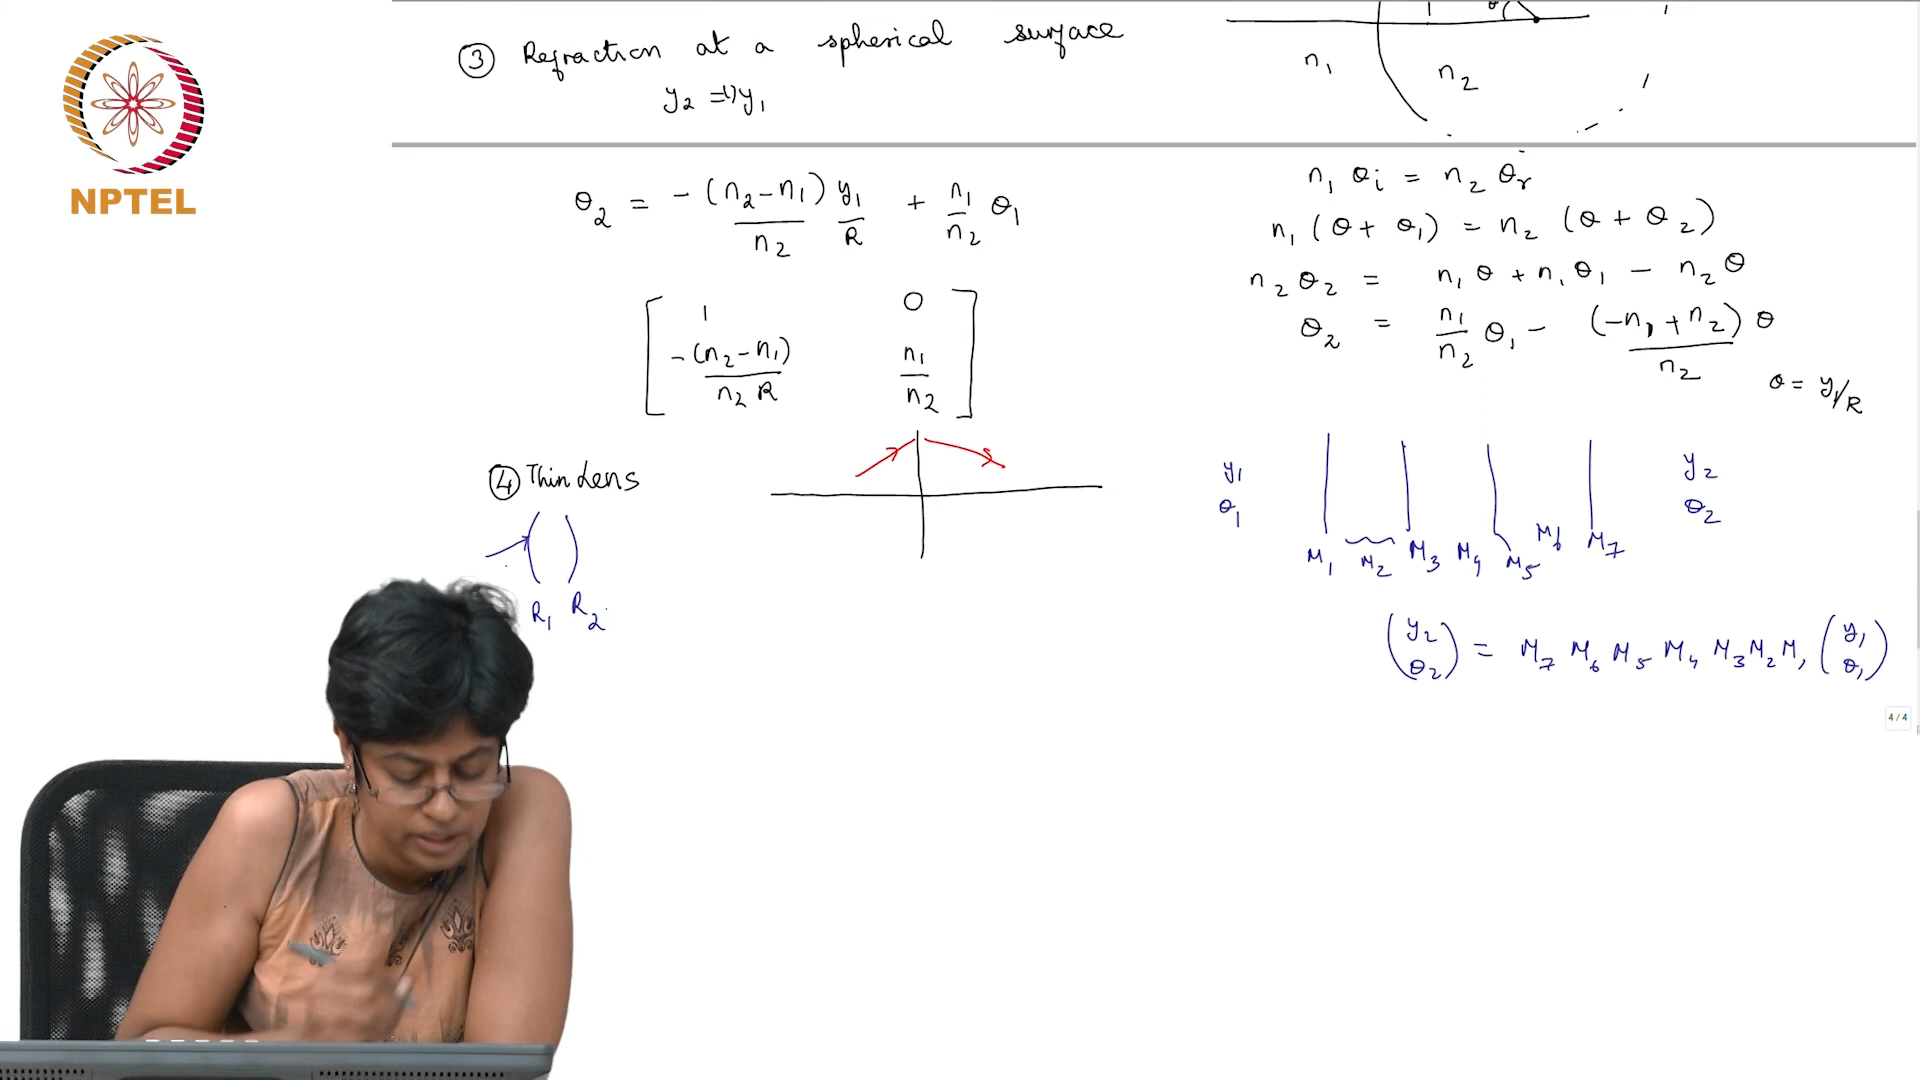 NPTEL
③ Refraction at a spherical surface
y₂ = 1) y₁
n₁ n₂
θ
θ₂ = -(n₂-n₁)/n₂ y₁/R + n₁/n₂ θ₁
[ 1 0
-(n₂-n₁)/n₂R n₁/n₂ ]
n₁ θi = n₂ θr
n₁ (θ + θ₁) = n₂ (θ + θ₂)
n₂ θ₂ = n₁ θ + n₁ θ₁ - n₂ θ
θ₂ = n₁/n₂ θ₁ - (-n₁ + n₂)/n₂ θ
θ = y₁/R
④ Thin Lens
R₁ R₂
y₁ y₂
θ₁ θ₂
M₁ M₂ M₃ M₄ M₅ M₆ M₇
(y₂ θ₂) = M₇ M₆ M₅ M₄ M₃ M₂ M₁ (y₁ θ₁)
4 / 4